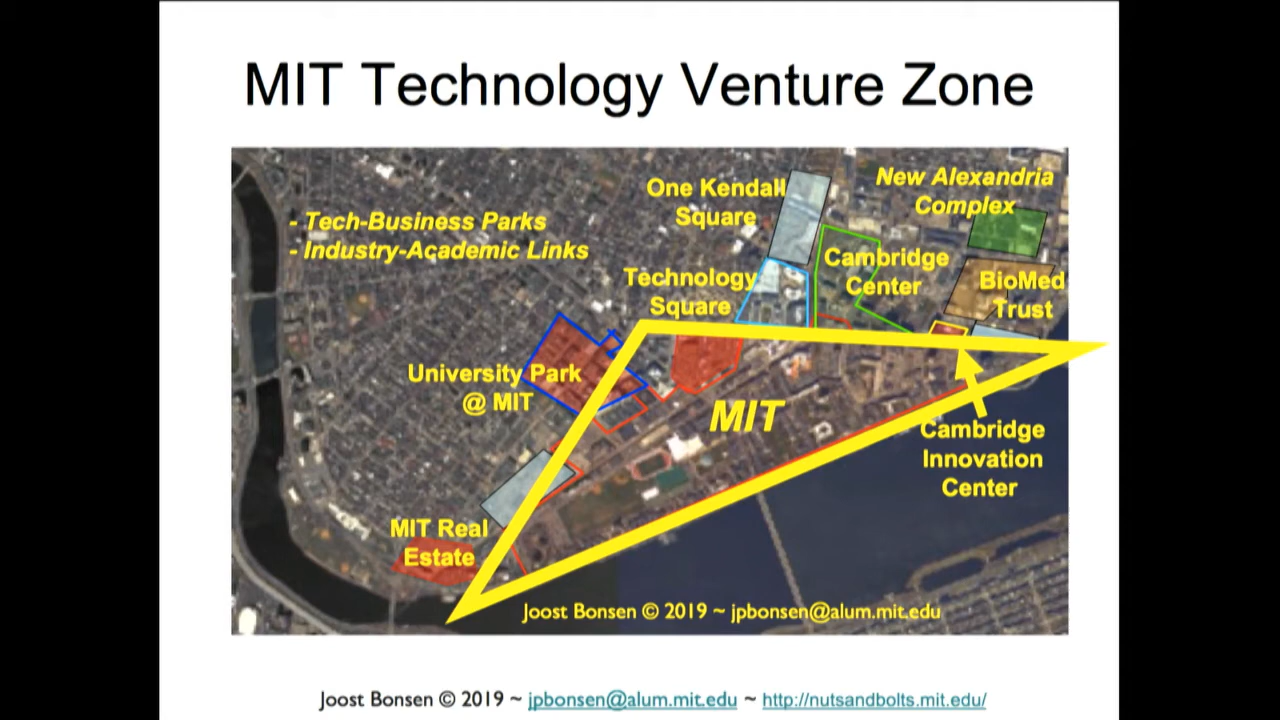 MIT Technology Venture Zone
One Kendall
Square
New Alexandria
Complex
- Tech-Business Parks
- Industry-Academic Links
Technology
Square
Cambridge
Center
BioMed
Trust
University Park
@ MIT
MIT
Cambridge
Innovation
Center
MIT Real
Estate
Joost Bonsen © 2019 ~ jpbonsen@alum.mit.edu
Joost Bonsen © 2019 ~ jpbonsen@alum.mit.edu ~ http://nutsandbolts.mit.edu/